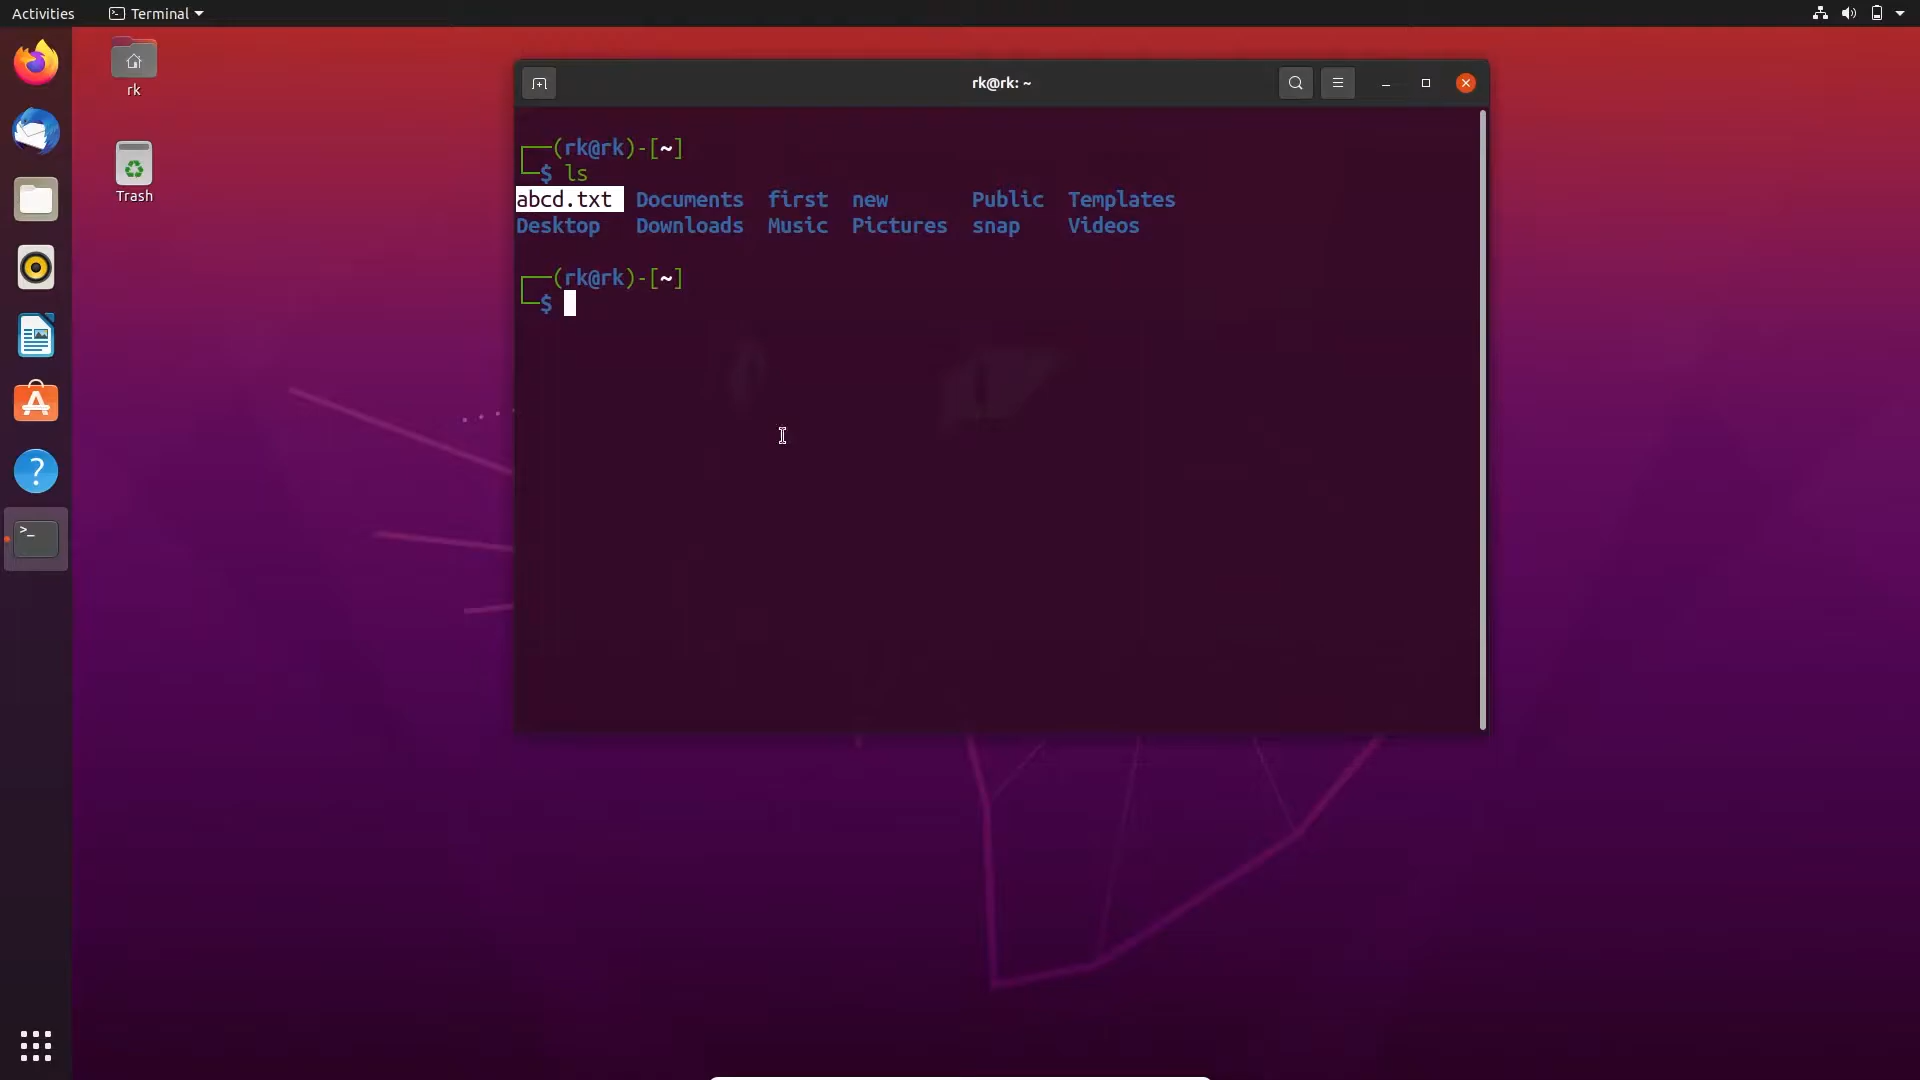 Activities Terminal
rk
Trash
rk@rk: ~
┌──(rk@rk)-[~]
└─$ ls
abcd.txt Documents first new Public Templates
Desktop Downloads Music Pictures snap Videos
┌──(rk@rk)-[~]
└─$